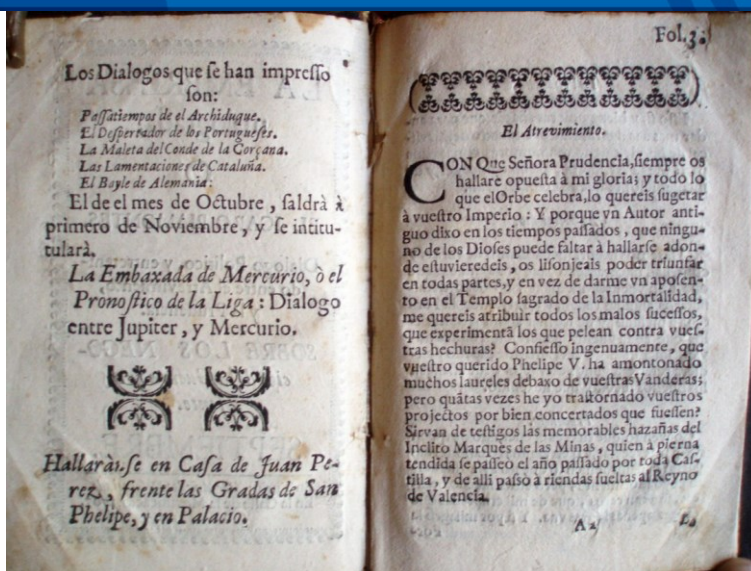 Los Dialogos que ſe han impreſſo
ſon:
Paſſatiempos de el Archiduque.
El Deſpertador de los Portugueſes.
La Maleta del Conde de la Corçana.
Las Lamentaciones de Cataluña.
El Bayle de Alemania:
El de el mes de Octubre, ſaldrà à
primero de Noviembre, y ſe intitu-
tularà.
La Embaxada de Mercurio, ò el
Pronoſtico de la Liga: Dialogo
entre Jupiter, y Mercurio.
Hallaràn ſe en Caſa de Juan Pe-
rez, frente las Gradas de San
Phelipe, y en Palacio.
Fol. 3.
El Atrevimiento.
CON Que Señora Prudencia, ſiempre os
hallarè opueſta à mi gloria; y todo lo
que el Orbe celebra, lo quereis ſugetar
à vueſtro Imperio: Y porque vn Autor anti-
guo dixo en los tiempos paſſados, que ningu-
no de los Dioſes puede faltar à hallarſe adon-
de eſtuvieredeis, os liſonjeais poder triunfar
en todas partes, y en vez de darme vn apoſen-
to en el Templo ſagrado de la Inmortalidad,
me quereis atribuir todos los malos ſuceſſos,
que experimentã los que pelean contra vueſ-
tras hechuras? Confieſſo ingenuamente, que
vueſtro querido Phelipe V. ha amontonado
muchos laureles debaxo de vueſtras Vanderas;
pero quãtas vezes he yo traſtornado vueſtros
projectos por bien concertados que fueſſen?
Sirvan de teſtigos las memorables hazañas del
Inclito Marquès de las Minas, quien à pierna
tendida ſe paſſeò el año paſſado por toda Caſ-
tilla, y de alli paſsò à riendas ſueltas al Reyno
de Valencia.
A 2 La